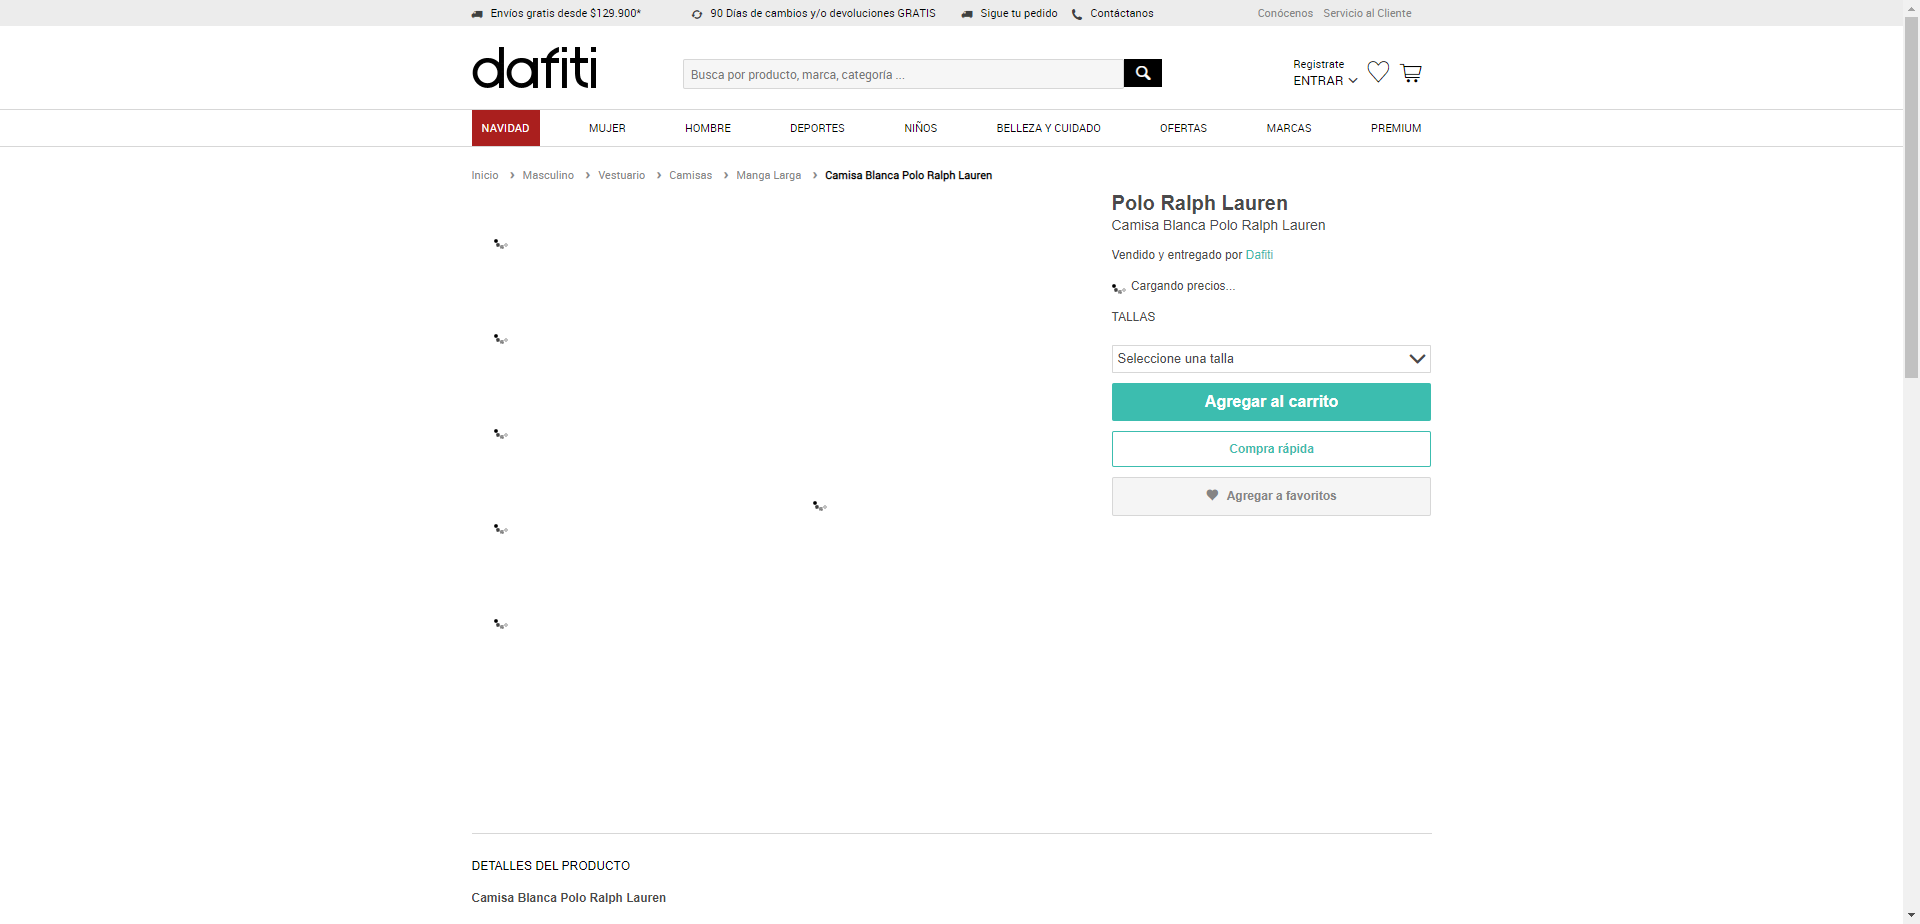 Envíos gratis desde $129.900*
90 Días de cambios y/o devoluciones GRATIS
Sigue tu pedido
Contáctanos
Conócenos
Servicio al Cliente
dafiti
Busca por producto, marca, categoría ...
Registrate
ENTRAR
NAVIDAD
MUJER
HOMBRE
DEPORTES
NIÑOS
BELLEZA Y CUIDADO
OFERTAS
MARCAS
PREMIUM
Inicio > Masculino > Vestuario > Camisas > Manga Larga > Camisa Blanca Polo Ralph Lauren
Polo Ralph Lauren
Camisa Blanca Polo Ralph Lauren
Vendido y entregado por Dafiti
Cargando precios...
TALLAS
Seleccione una talla
Agregar al carrito
Compra rápida
Agregar a favoritos
DETALLES DEL PRODUCTO
Camisa Blanca Polo Ralph Lauren